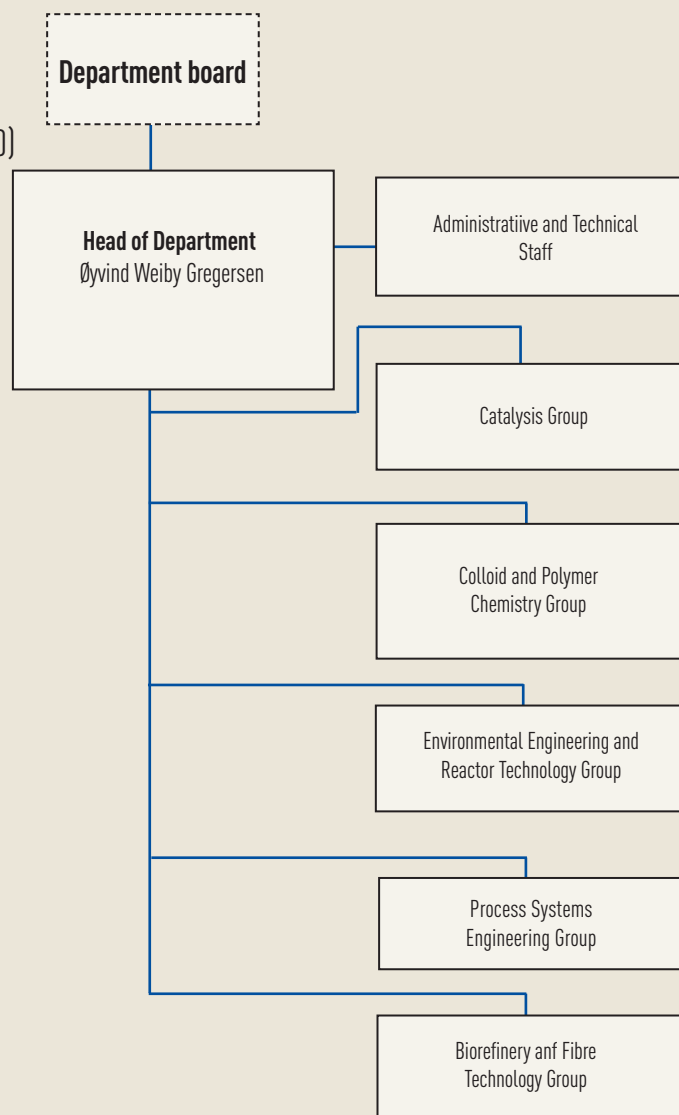 Department board
0)
Head of Department
Øyvind Weiby Gregersen
Administratiive and Technical
Staff
Catalysis Group
Colloid and Polymer
Chemistry Group
Environmental Engineering and
Reactor Technology Group
Process Systems
Engineering Group
Biorefinery anf Fibre
Technology Group